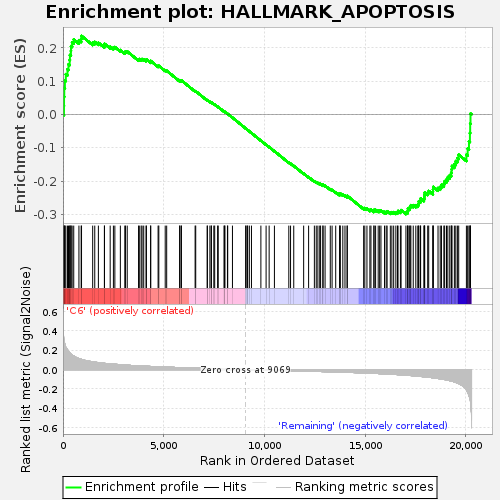 Enrichment plot: HALLMARK_APOPTOSIS
Enrichment score (ES)
0.2
0.1
0.0
-0.1
-0.2
-0.3
'C6' (positively correlated)
Ranked list metric (Signal2Noise)
0.6
0.4
0.2
0.0
-0.2
-0.4
-0.6
Zero cross at 9069
'Remaining' (negatively correlated)
0
5,000
10,000
15,000
20,000
Rank in Ordered Dataset
Enrichment profile
Hits
Ranking metric scores